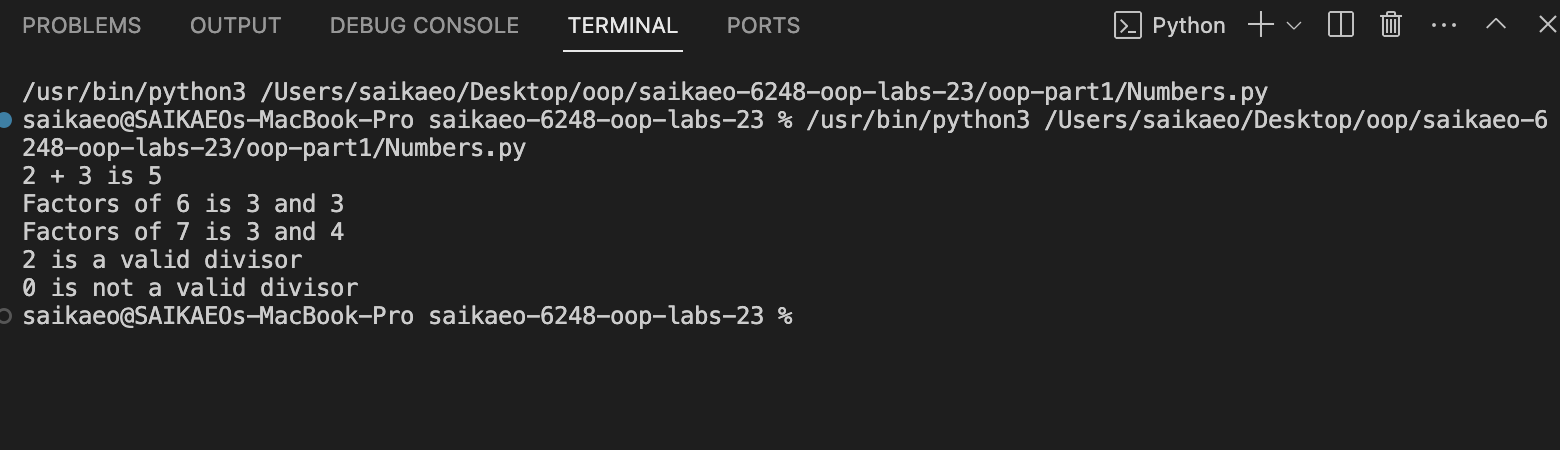 PROBLEMS OUTPUT DEBUG CONSOLE TERMINAL PORTS Python
/usr/bin/python3 /Users/saikaeo/Desktop/oop/saikaeo-6248-oop-labs-23/oop-part1/Numbers.py
saikaeo@SAIKAEOs-MacBook-Pro saikaeo-6248-oop-labs-23 % /usr/bin/python3 /Users/saikaeo/Desktop/oop/saikaeo-6
248-oop-labs-23/oop-part1/Numbers.py
2 + 3 is 5
Factors of 6 is 3 and 3
Factors of 7 is 3 and 4
2 is a valid divisor
0 is not a valid divisor
saikaeo@SAIKAEOs-MacBook-Pro saikaeo-6248-oop-labs-23 %